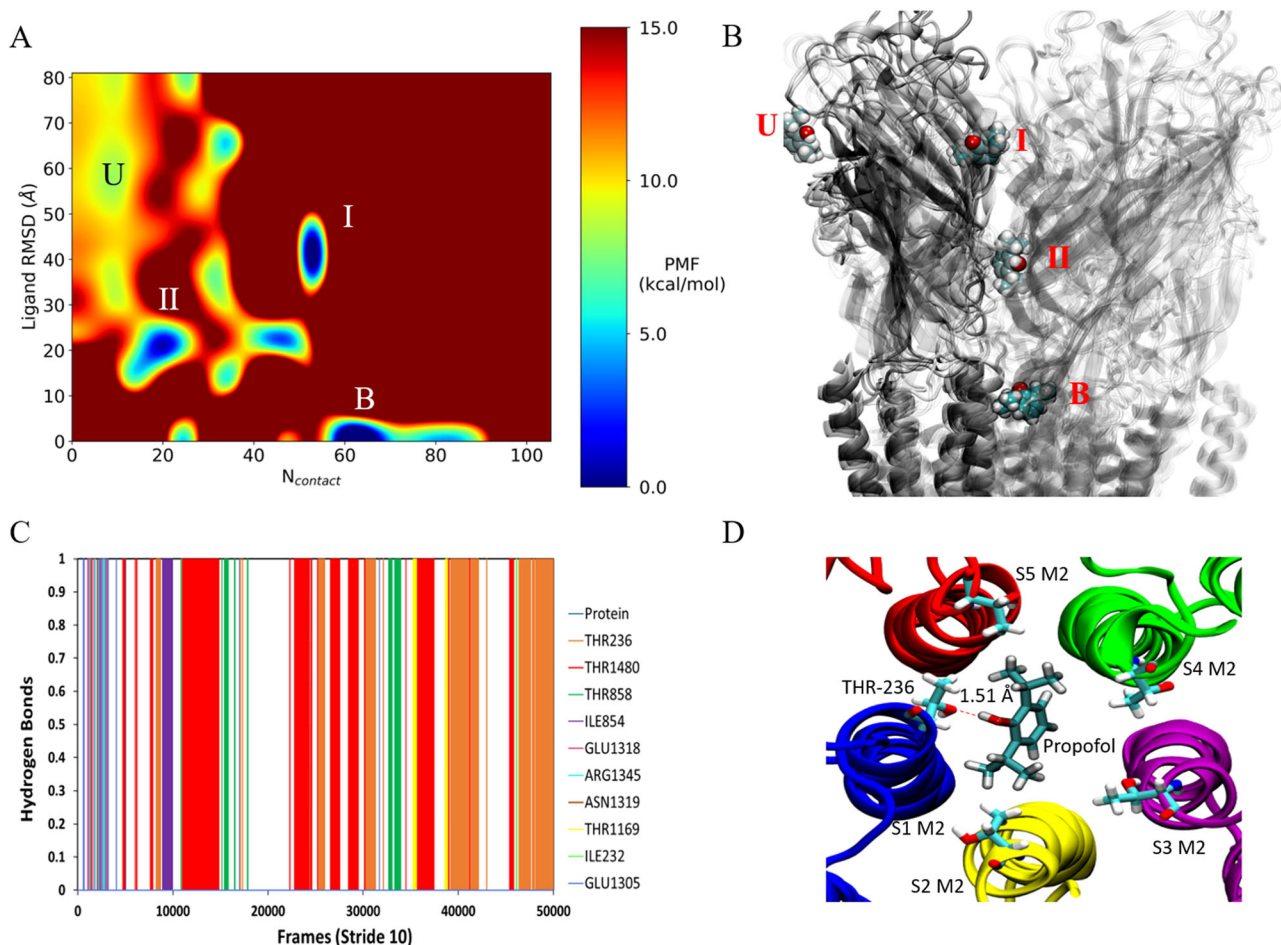 A
80
70
60
50
40
30
20
10
0
Ligand RMSD (Å)
0
20
40
60
80
100
Ncontact
U
II
I
B
15.0
10.0
5.0
0.0
PMF
(kcal/mol)
B
U
I
II
B
C
1
0.9
0.8
0.7
0.6
0.5
0.4
0.3
0.2
0.1
0
Hydrogen Bonds
0
10000
20000
30000
40000
50000
Frames (Stride 10)
Protein
THR236
THR1480
THR858
ILE854
GLU1318
ARG1345
ASN1319
THR1169
ILE232
GLU1305
D
S5 M2
S4 M2
THR-236
1.51 Å
Propofol
S1 M2
S3 M2
S2 M2